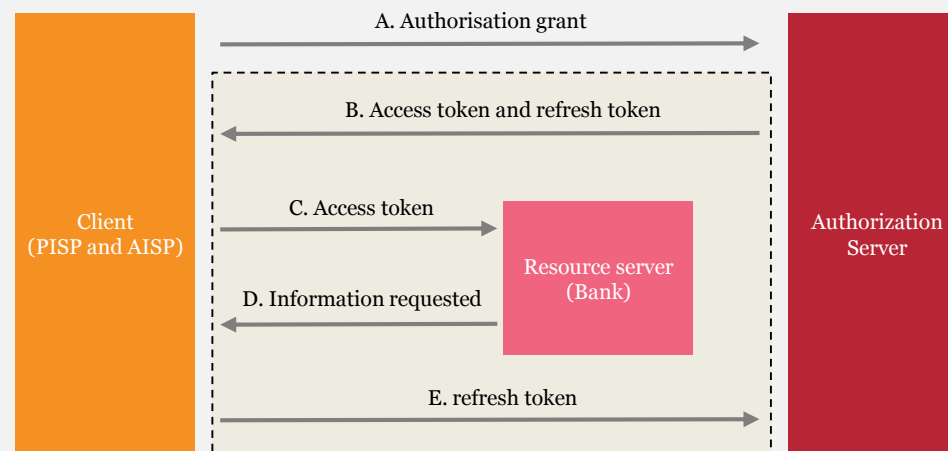 A. Authorisation grant
B. Access token and refresh token
C. Access token
Client
(PISP and AISP)
Authorization
Server
Resource server
(Bank)
D. Information requested
E. refresh token